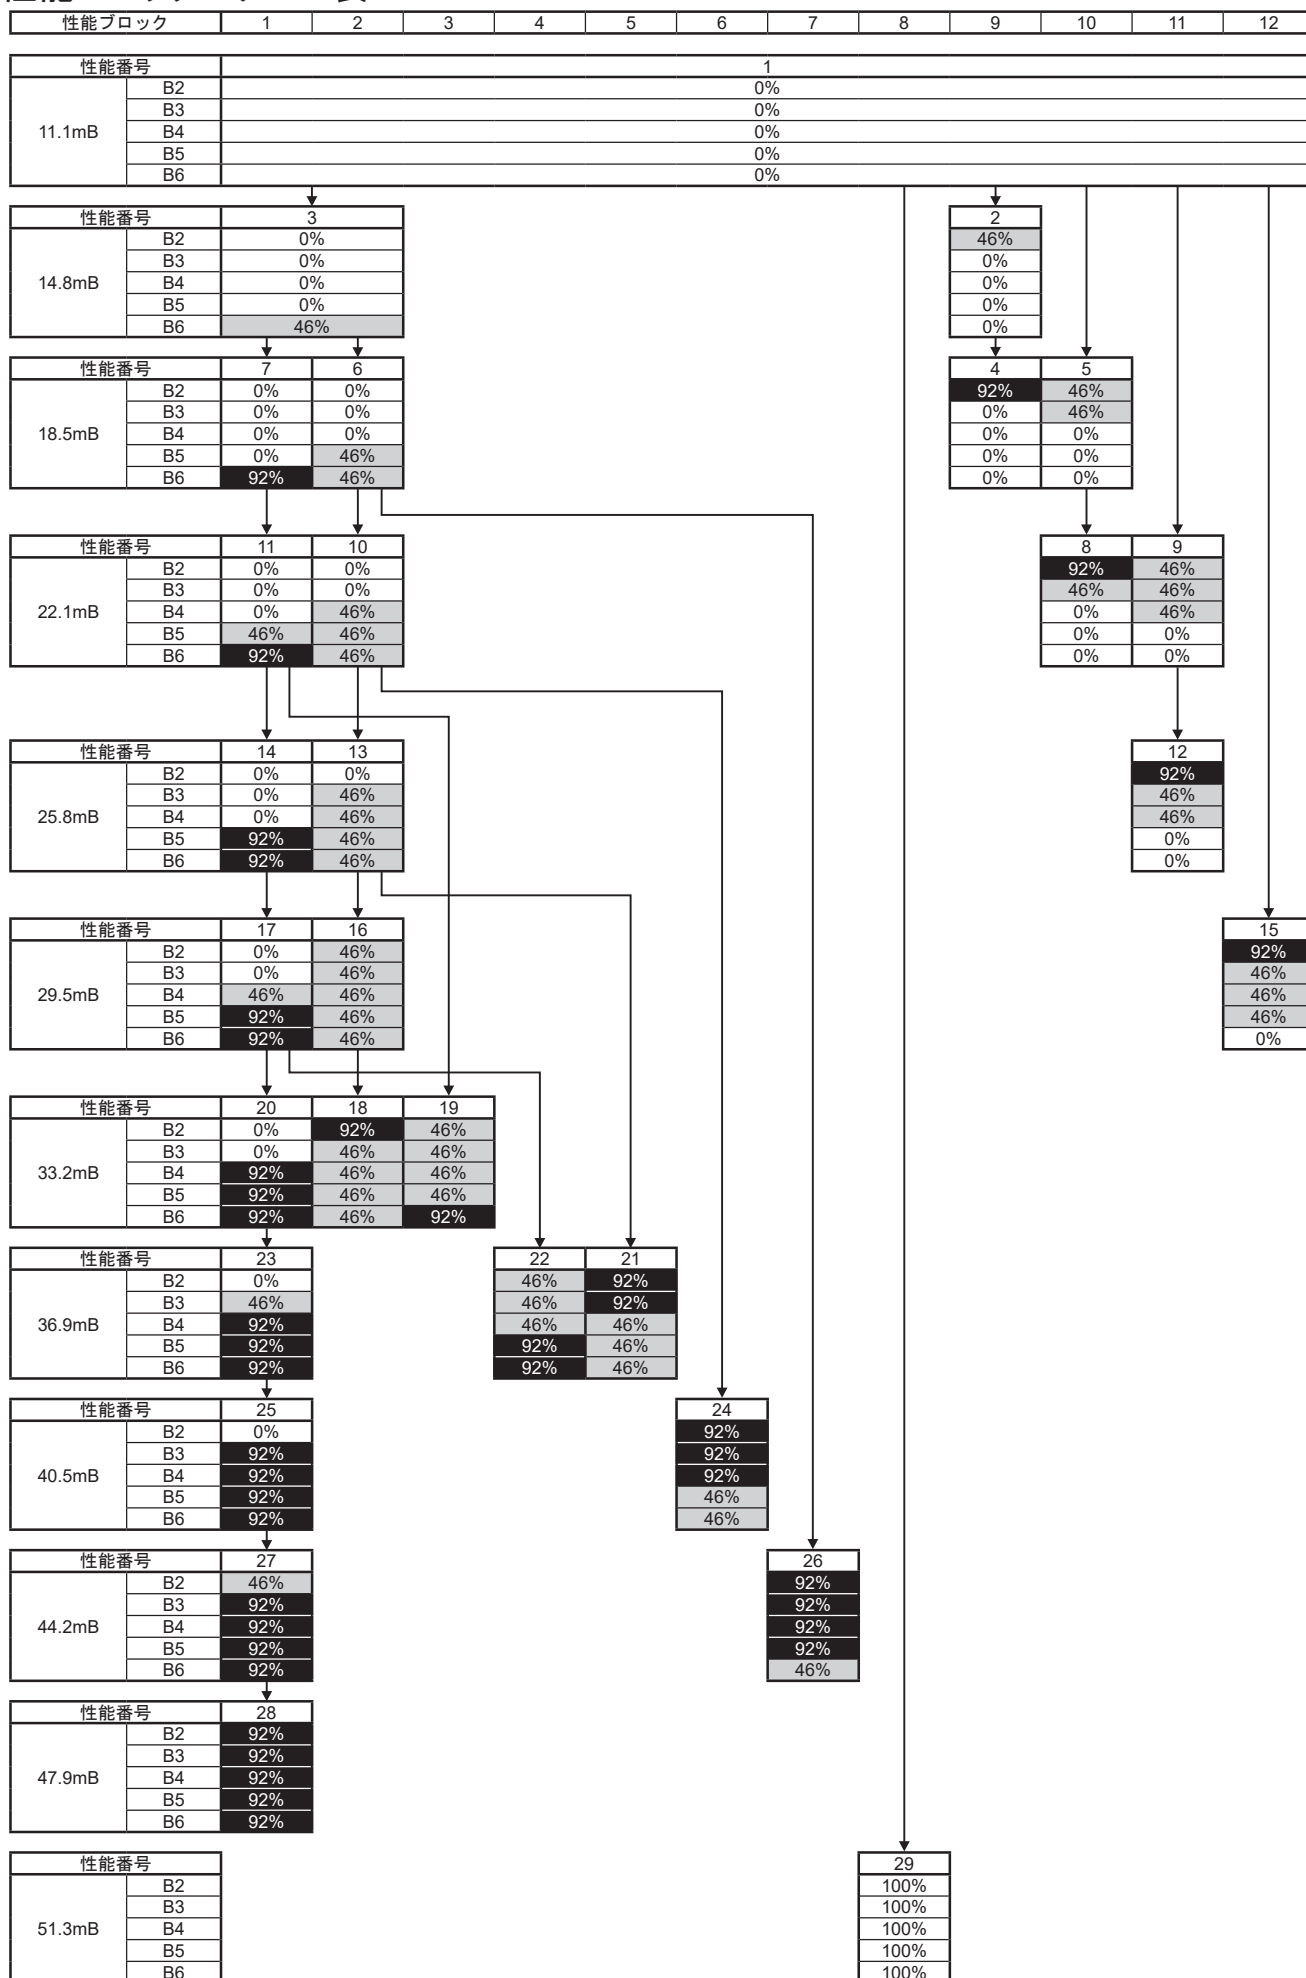 性能ブロック 1 2 3 4 5 6 7 8 9 10 11 12
性能番号 1
11.1mB
B2 0%
B3 0%
B4 0%
B5 0%
B6 0%
性能番号 3 2
14.8mB
B2 0% 46%
B3 0% 0%
B4 0% 0%
B5 0% 0%
B6 46% 0%
性能番号 7 6 4 5
18.5mB
B2 0% 0% 92% 46%
B3 0% 0% 0% 46%
B4 0% 0% 0% 0%
B5 0% 46% 0% 0%
B6 92% 46% 0% 0%
性能番号 11 10 8 9
22.1mB
B2 0% 0% 92% 46%
B3 0% 0% 46% 46%
B4 0% 46% 0% 46%
B5 46% 46% 0% 0%
B6 92% 46% 0% 0%
性能番号 14 13 12
25.8mB
B2 0% 0% 92%
B3 0% 46% 46%
B4 0% 46% 46%
B5 92% 46% 0%
B6 92% 46% 0%
性能番号 17 16 15
29.5mB
B2 0% 46% 92%
B3 0% 46% 46%
B4 46% 46% 46%
B5 92% 46% 46%
B6 92% 46% 0%
性能番号 20 18 19
33.2mB
B2 0% 92% 46%
B3 0% 46% 46%
B4 92% 46% 46%
B5 92% 46% 46%
B6 92% 46% 92%
性能番号 23 22 21
36.9mB
B2 0% 46% 92%
B3 46% 46% 92%
B4 92% 46% 46%
B5 92% 92% 46%
B6 92% 92% 46%
性能番号 25 24
40.5mB
B2 0% 92%
B3 92% 92%
B4 92% 92%
B5 92% 46%
B6 92% 46%
性能番号 27 26
44.2mB
B2 46% 92%
B3 92% 92%
B4 92% 92%
B5 92% 92%
B6 92% 46%
性能番号 28
47.9mB
B2 92%
B3 92%
B4 92%
B5 92%
B6 92%
性能番号 29
51.3mB
B2 100%
B3 100%
B4 100%
B5 100%
B6 100%